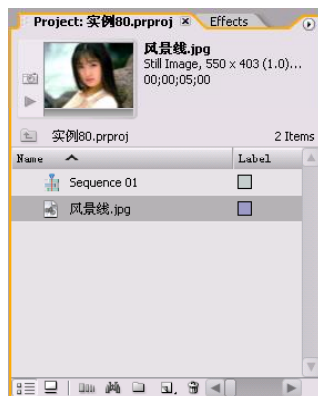 Project: 实例80.prproj × Effects
风景线.jpg
Still Image, 550 x 403 (1.0)...
00;00;05;00
实例80.prproj 2 Items
Name Label
Sequence 01
风景线.jpg